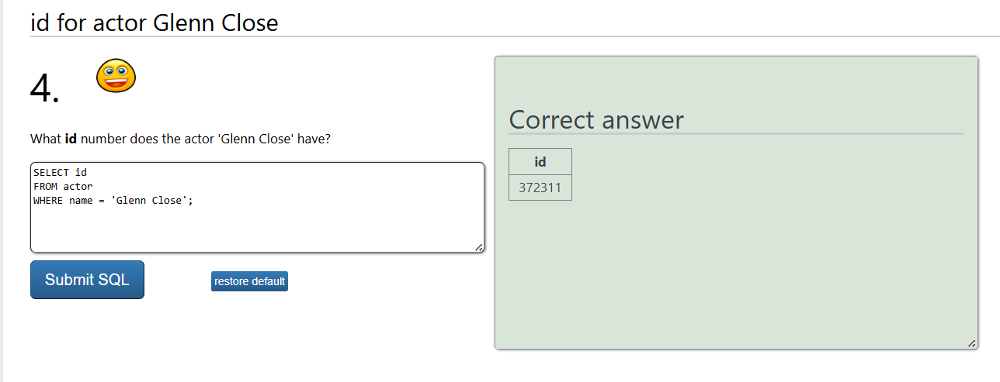 id for actor Glenn Close
4.
What id number does the actor 'Glenn Close' have?
SELECT id
FROM actor
WHERE name = 'Glenn Close';
Submit SQL
restore default
Correct answer
id
372311